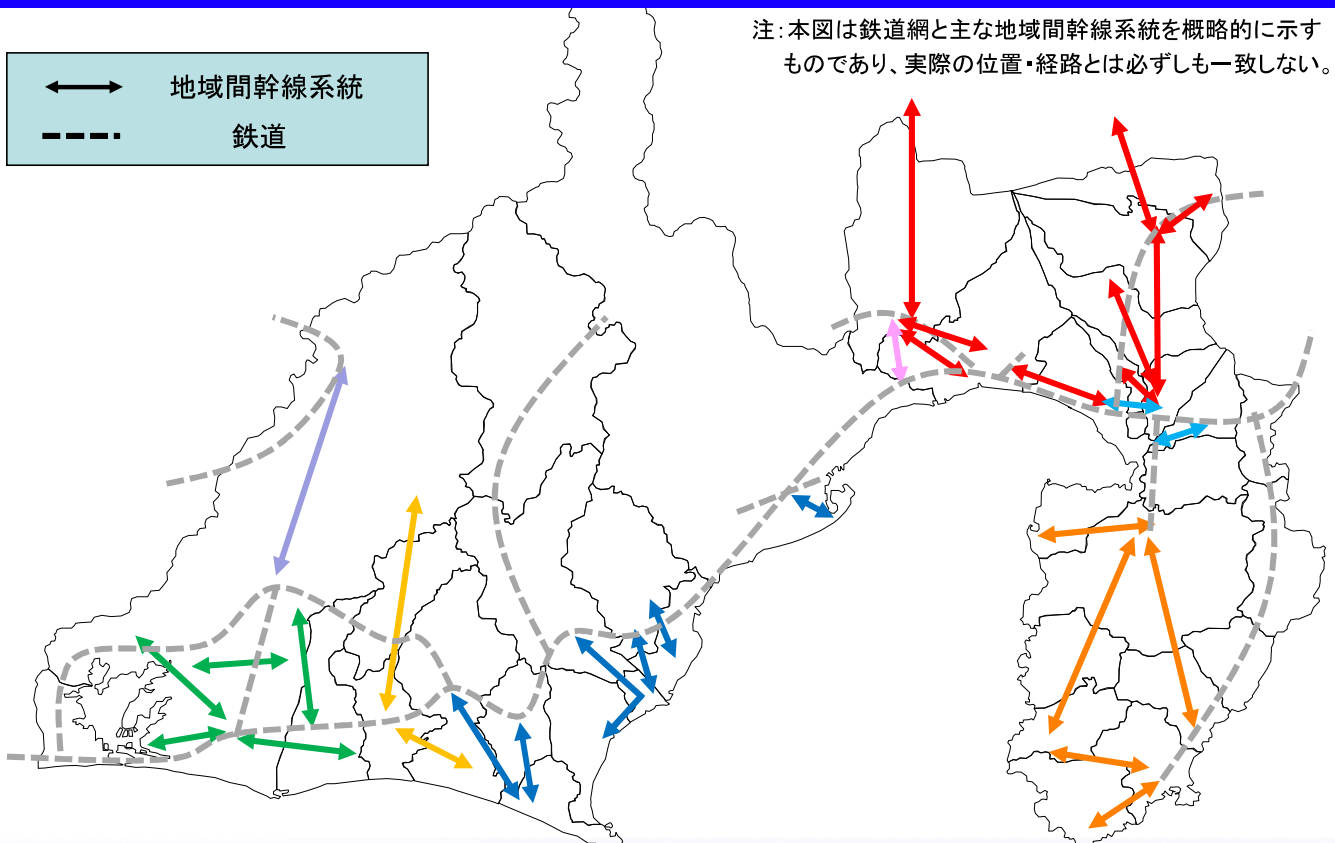 注：本図は鉄道網と主な地域間幹線系統を概略的に示す
ものであり、実際の位置・経路とは必ずしも一致しない。
地域間幹線系統
鉄道